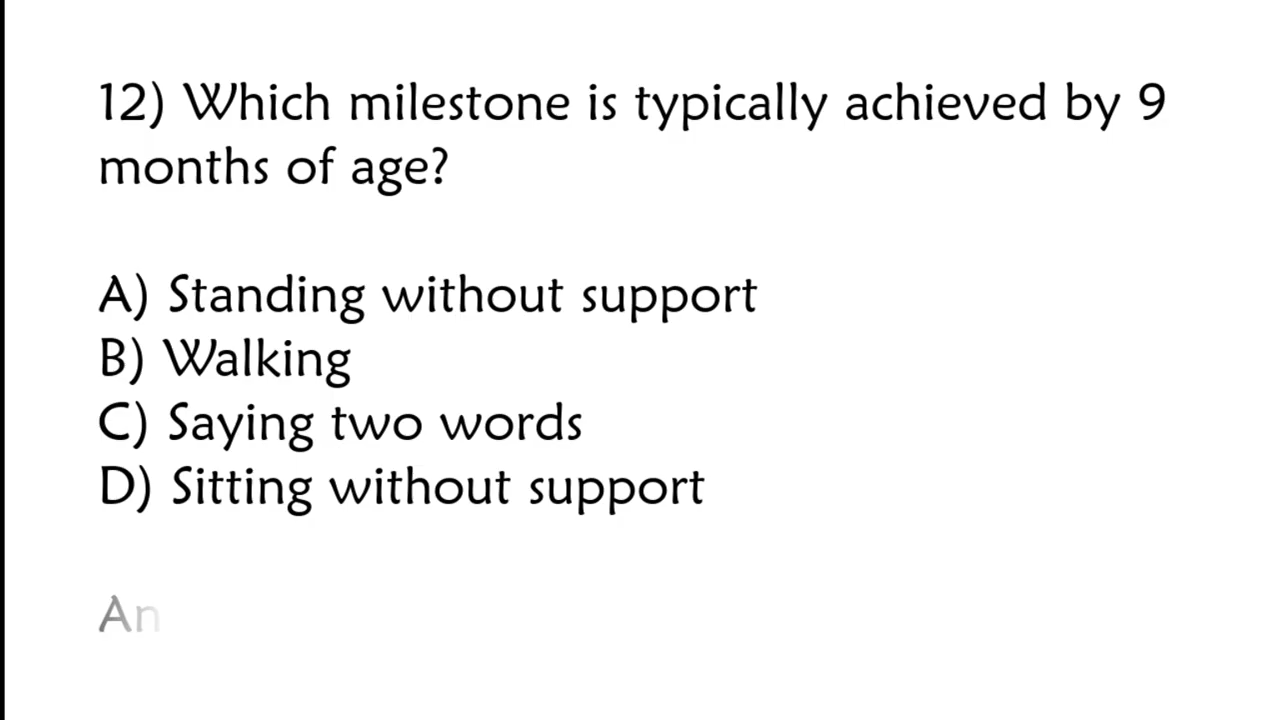 12) Which milestone is typically achieved by 9
months of age?
A) Standing without support
B) Walking
C) Saying two words
D) Sitting without support
An